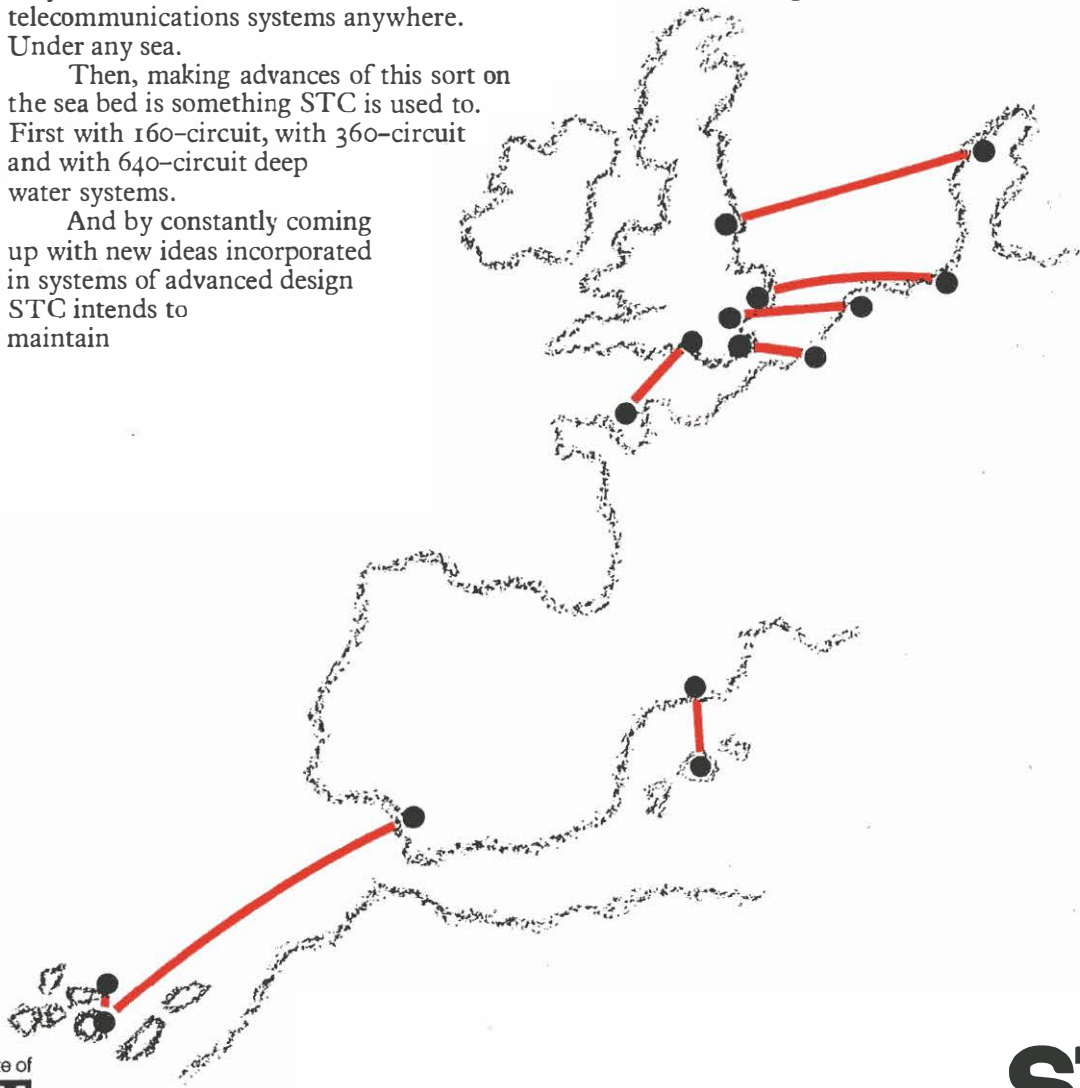 telecommunications systems anywhere.
Under any sea.
Then, making advances of this sort on
the sea bed is something STC is used to.
First with 160-circuit, with 360-circuit
and with 640-circuit deep
water systems.
And by constantly coming
up with new ideas incorporated
in systems of advanced design
STC intends to
maintain
of